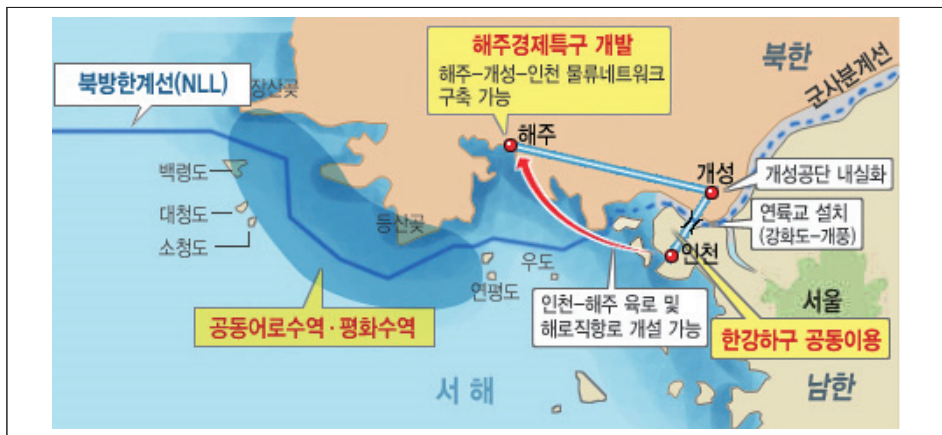 해주경제특구 개발
해주-개성-인천 물류네트워크
구축 가능
북한
군사분계선
북방한계선(NLL)
장산곶
해주
백령도
개성
개성공단 내실화
대청도
소청도
등산곶
연륙교 설치
(강화도-개풍)
인천
우도
연평도
인천-해주 육로 및
해로직항로 개설 가능
서울
공동어로수역·평화수역
한강하구 공동이용
서해
남한